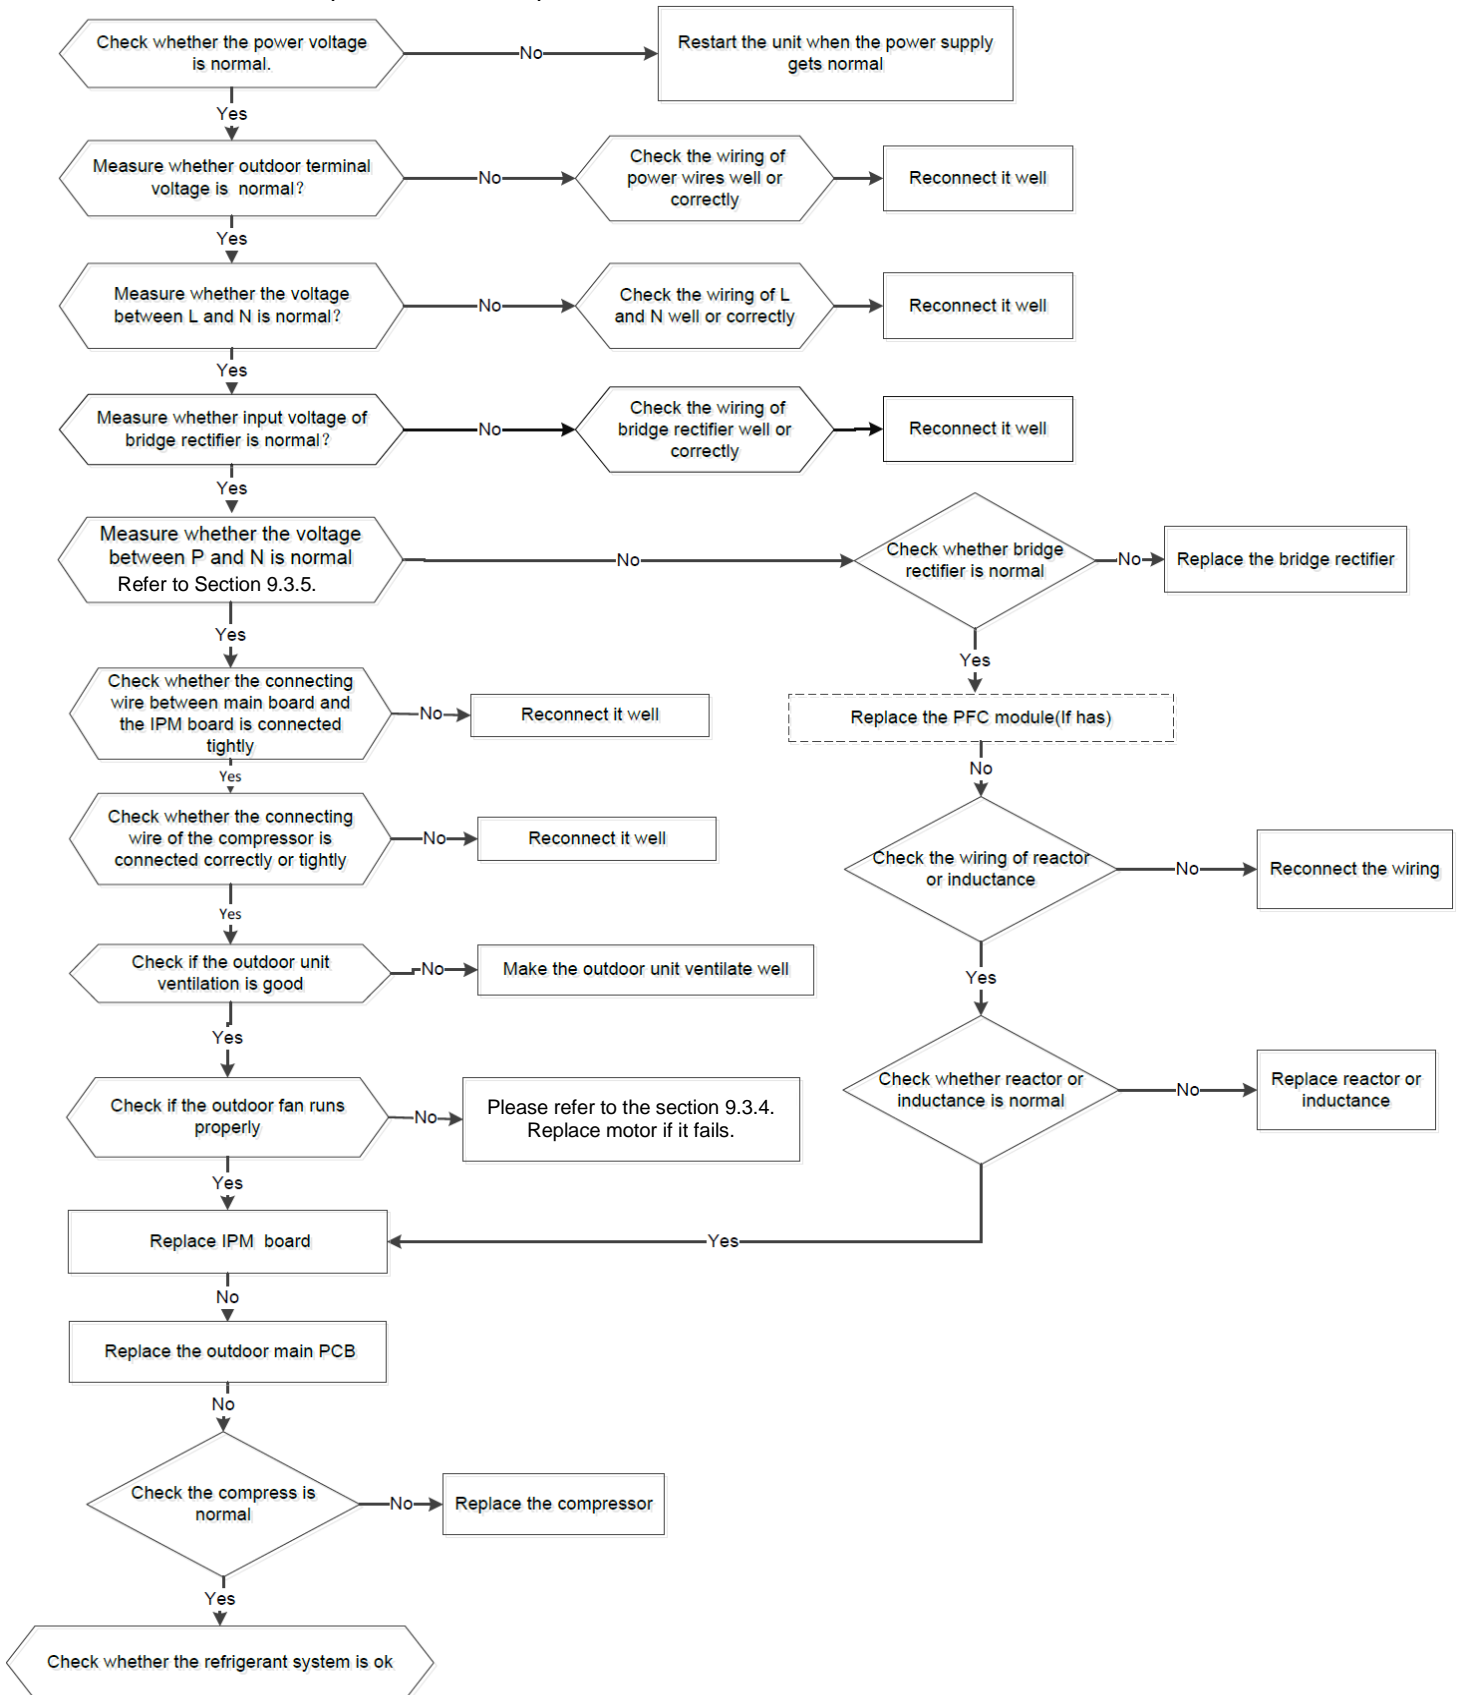 Check whether the power voltage
is normal.
No
Restart the unit when the power supply
gets normal
Yes
Measure whether outdoor terminal
voltage is normal?
No
Check the wiring of
power wires well or
correctly
Reconnect it well
Yes
Measure whether the voltage
between L and N is normal?
No
Check the wiring of L
and N well or correctly
Reconnect it well
Yes
Measure whether input voltage of
bridge rectifier is normal?
No
Check the wiring of
bridge rectifier well or
correctly
Reconnect it well
Yes
Measure whether the voltage
between P and N is normal
Refer to Section 9.3.5.
No
Check whether bridge
rectifier is normal
No
Replace the bridge rectifier
Yes
Yes
Check whether the connecting
wire between main board and
the IPM board is connected
tightly
No
Reconnect it well
Replace the PFC module(If has)
No
Yes
Check whether the connecting
wire of the compressor is
connected correctly or tightly
No
Reconnect it well
Check the wiring of reactor
or inductance
No
Reconnect the wiring
Yes
Check if the outdoor unit
ventilation is good
No
Make the outdoor unit ventilate well
Yes
Yes
Check whether reactor or
inductance is normal
No
Replace reactor or
inductance
Check if the outdoor fan runs
properly
No
Please refer to the section 9.3.4.
Replace motor if it fails.
Yes
Replace IPM board
Yes
No
Replace the outdoor main PCB
No
Check the compress is
normal
No
Replace the compressor
Yes
Check whether the refrigerant system is ok